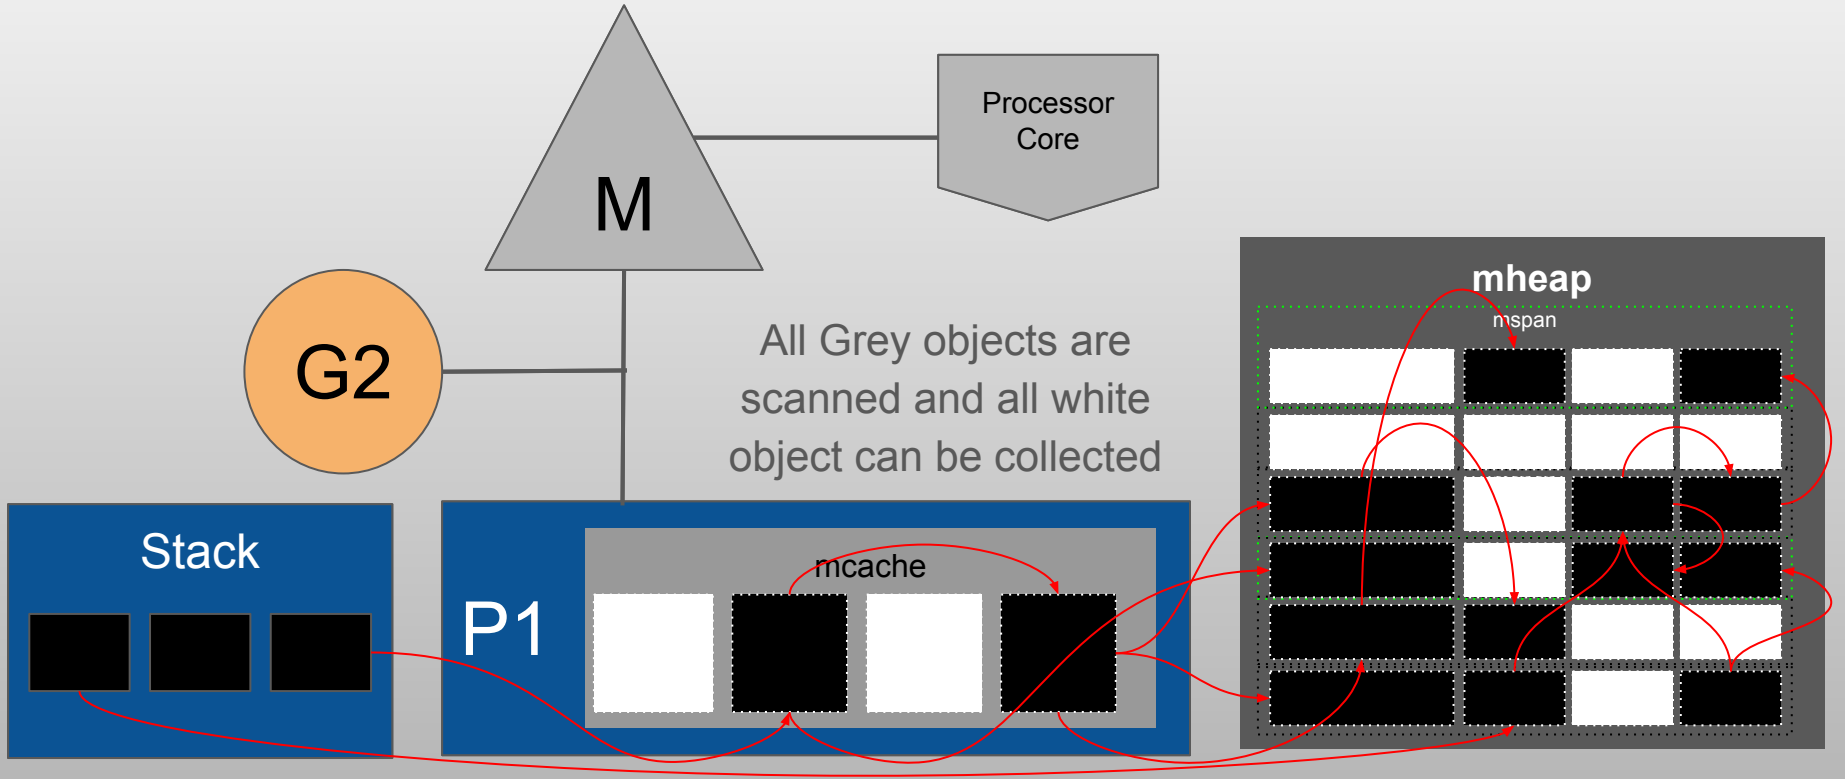 Processor
Core
M
mheap
mspan
G2
All Grey objects are
scanned and all white
object can be collected
Stack
mcache
P1